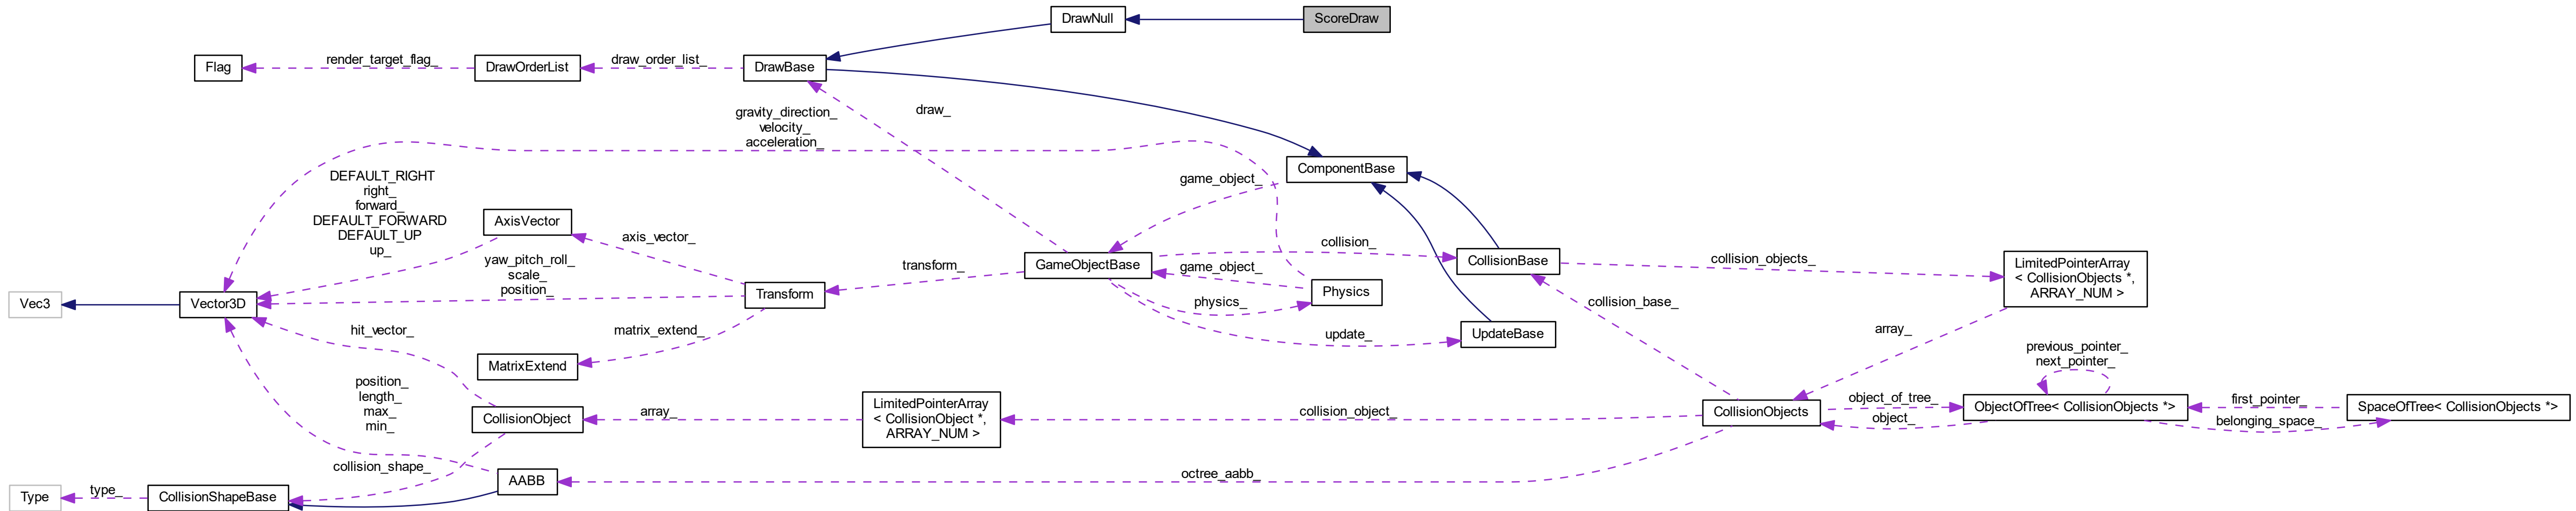 DrawNull
ScoreDraw
Flag
render_target_flag_
DrawOrderList
draw_order_list_
DrawBase
gravity_direction_
velocity_
acceleration_
draw_
ComponentBase
game_object_
DEFAULT_RIGHT
right_
forward_
DEFAULT_FORWARD
DEFAULT_UP
up_
AxisVector
axis_vector_
yaw_pitch_roll_
scale_
position_
transform_
GameObjectBase
collision_
game_object_
physics_
update_
CollisionBase
collision_objects_
LimitedPointerArray
< CollisionObjects *,
ARRAY_NUM >
Vec3
Vector3D
Transform
Physics
UpdateBase
collision_base_
array_
hit_vector_
matrix_extend_
MatrixExtend
previous_pointer_
next_pointer_
position_
length_
max_
min_
CollisionObject
array_
LimitedPointerArray
< CollisionObject *,
ARRAY_NUM >
collision_object_
CollisionObjects
object_of_tree_
object_
ObjectOfTree< CollisionObjects *>
first_pointer_
belonging_space_
SpaceOfTree< CollisionObjects *>
collision_shape_
AABB
octree_aabb_
Type
type_
CollisionShapeBase